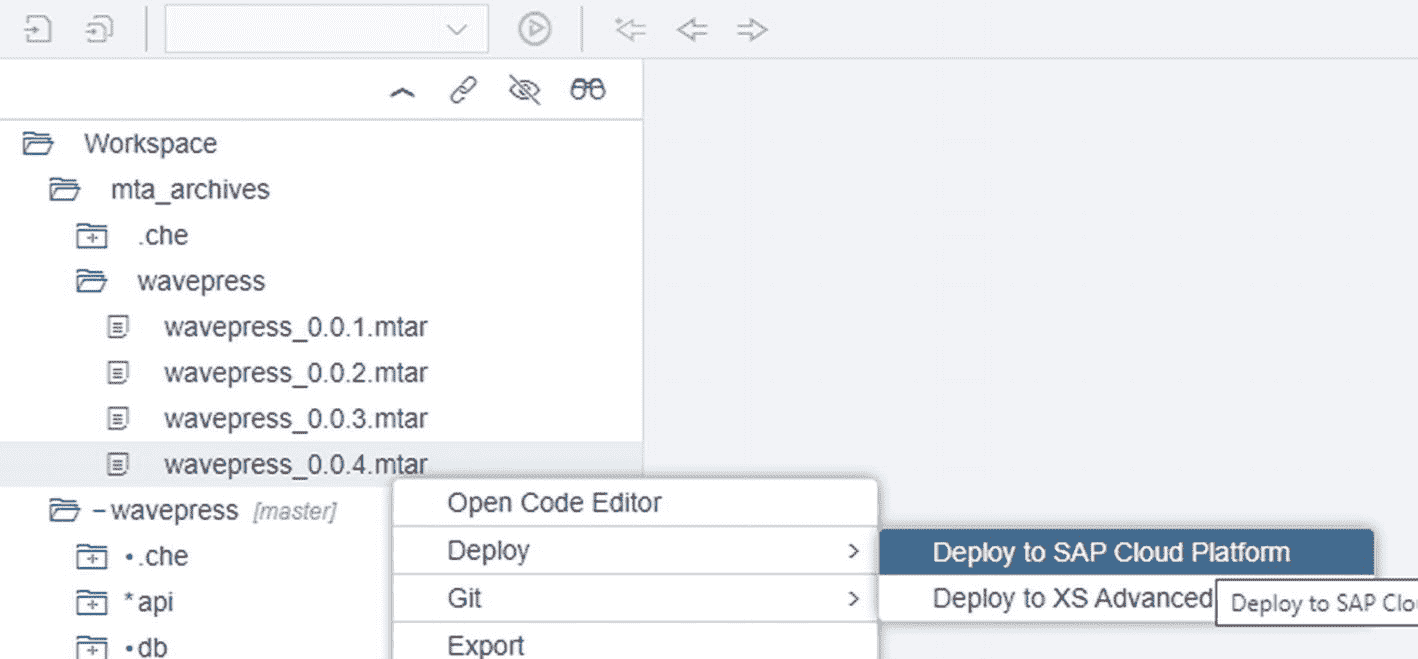 Workspace
mta_archives
.che
wavepress
wavepress_0.0.1.mtar
wavepress_0.0.2.mtar
wavepress_0.0.3.mtar
wavepress_0.0.4.mtar
– wavepress [master]
• .che
* api
• db
Open Code Editor
Deploy >
Git >
Export
Deploy to SAP Cloud Platform
Deploy to XS Advanced
Deploy to SAP Clo